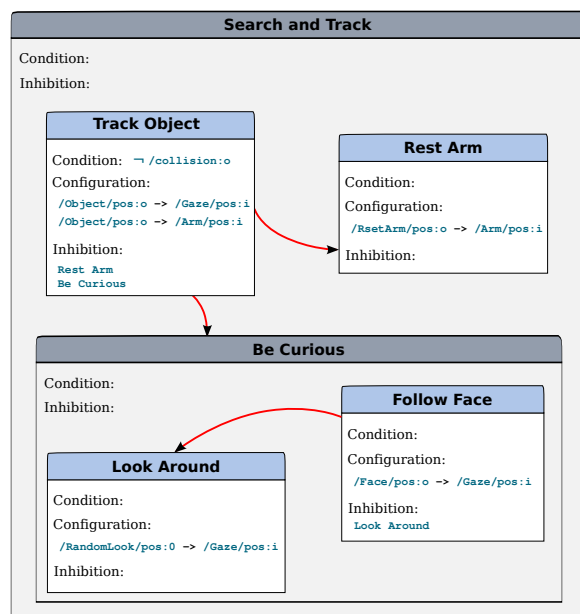 Search and Track
Condition:
Inhibition:
Track Object
Condition: ¬ /collision:o
Configuration:
/Object/pos:o -> /Gaze/pos:i
/Object/pos:o -> /Arm/pos:i
Inhibition:
Rest Arm
Be Curious
Rest Arm
Condition:
Configuration:
/RsetArm/pos:o -> /Arm/pos:i
Inhibition:
Be Curious
Condition:
Inhibition:
Follow Face
Condition:
Configuration:
/Face/pos:o -> /Gaze/pos:i
Inhibition:
Look Around
Look Around
Condition:
Configuration:
/RandomLook/pos:0 -> /Gaze/pos:i
Inhibition: